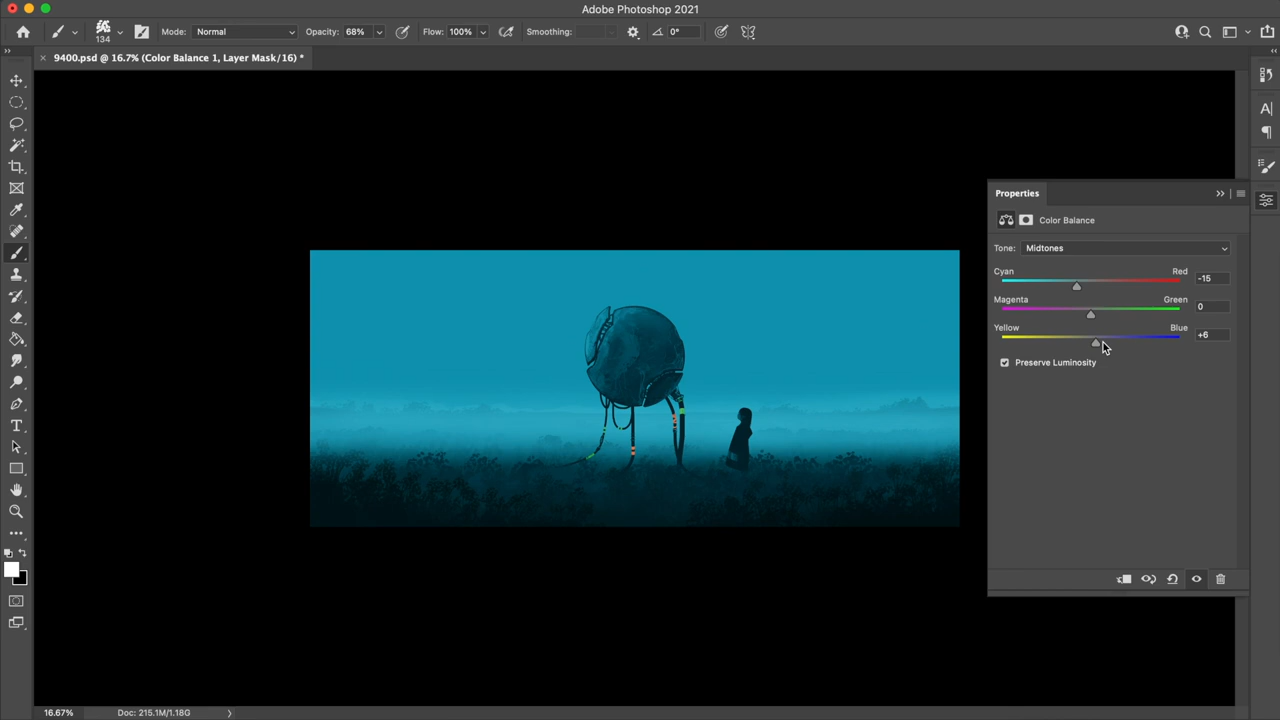 Adobe Photoshop 2021
134
Mode: Normal
Opacity: 68%
Flow: 100%
Smoothing:
0°
× 9400.psd @ 16.7% (Color Balance 1, Layer Mask/16) *
Properties
Color Balance
Tone: Midtones
Cyan Red -15
Magenta Green 0
Yellow Blue +6
Preserve Luminosity
16.67% Doc: 215.1M/1.18G